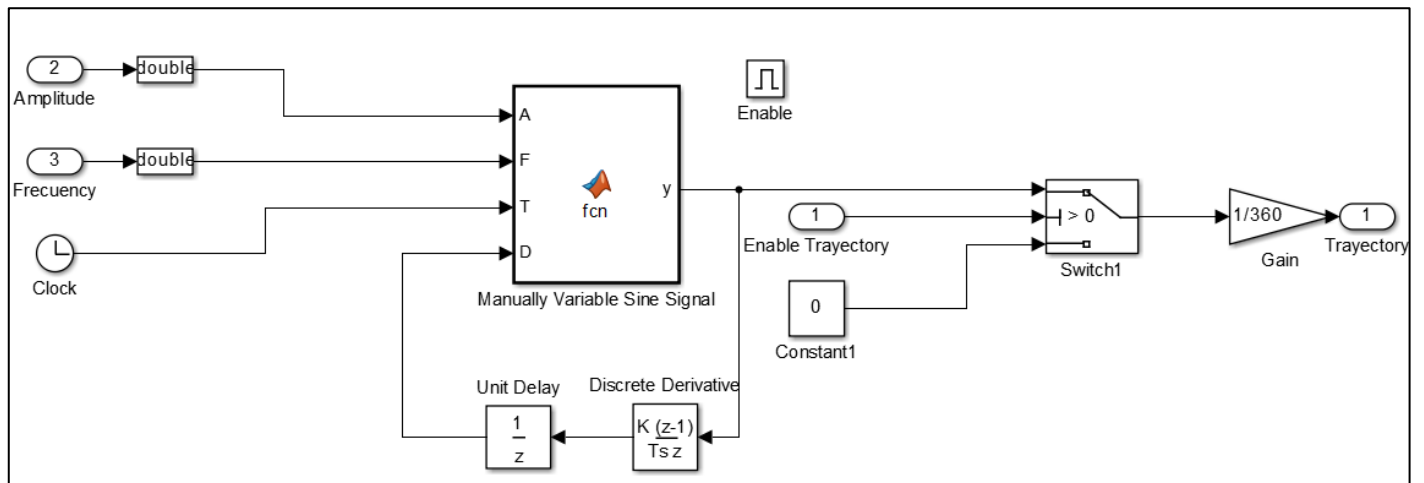 2
double
Amplitude
3
double
Frecuency
Clock
A
F
T
D
y
fcn
Manually Variable Sine Signal
Enable
1
Enable Trayectory
> 0
Switch1
0
Constant1
1/360
Gain
1
Trayectory
Unit Delay
1
z
Discrete Derivative
K (z-1)
Ts z